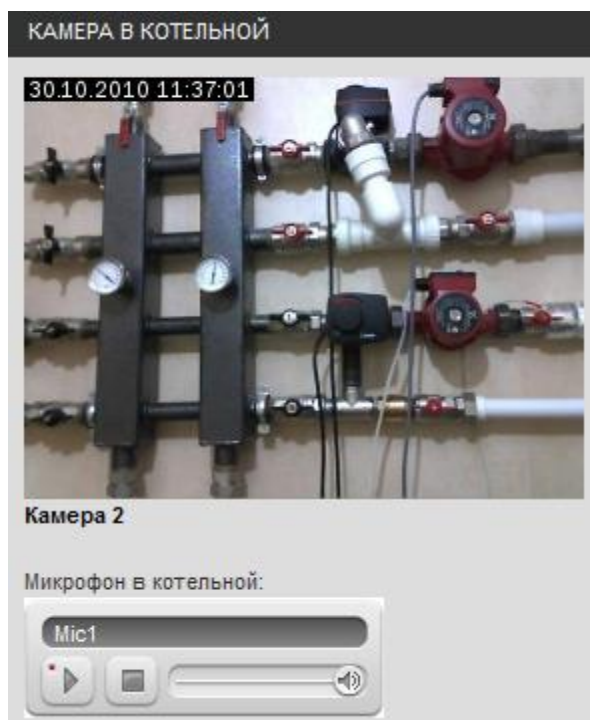 КАМЕРА В КОТЕЛЬНОЙ
30.10.2010 11:37:01
Камера 2
Микрофон в котельной:
Mic1